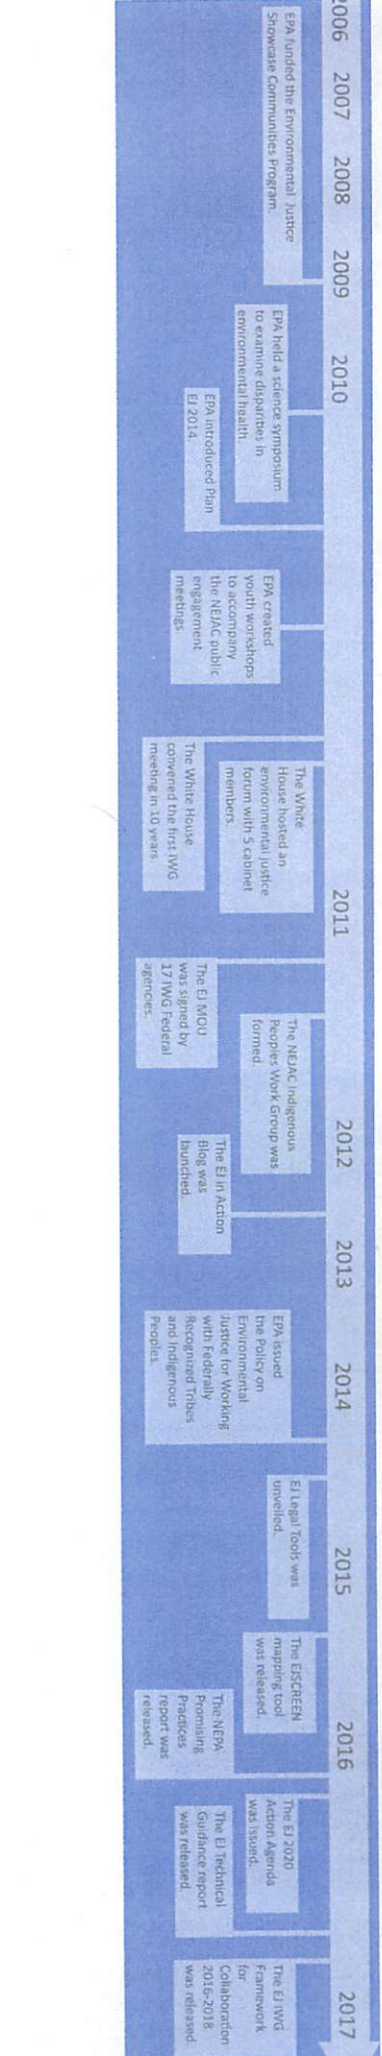 2006 2007 2008 2009 2010 2011 2012 2013 2014 2015 2016 2017
EPA funded the Environmental Justice
Showcase Communities Program.
EPA held a science symposium
to examine disparities in
environmental health.
EPA introduced Plan
EJ 2014.
EPA created
youth workshops
to accompany
the NEJAC public
engagement
meetings
The White
House hosted an
environmental justice
forum with 5 cabinet
members.
The White House
convened the first IWG
meeting in 10 years.
The EJ MOU
was signed by
17 IWG Federal
agencies.
The NEJAC Indigenous
Peoples Work Group was
formed.
The EJ in Action
Blog was
launched.
EPA issued
the Policy on
Environmental
Justice for Working
with Federally
Recognized Tribes
and Indigenous
Peoples.
EJ Legal Tools was
unveiled.
The EJSCREEN
mapping tool
was released.
The NEPA
Promising
Practices
report was
released.
The EJ 2020
Action Agenda
was issued.
The EJ Technical
Guidance report
was released.
The EJ IWG
Framework
for
Collaboration
2016-2018
was released.